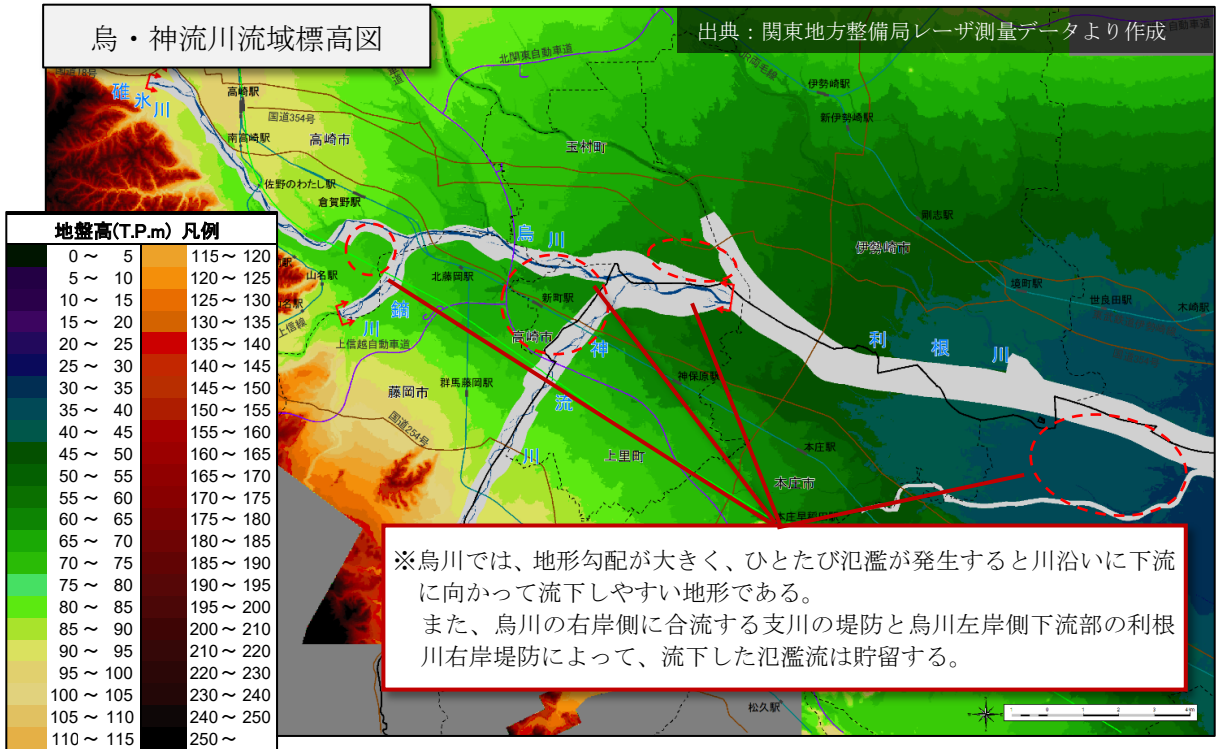 烏・神流川流域標高図
出典：関東地方整備局レーザ測量データより作成
北関東自動車道
碓氷川
高崎駅
国道354号
南高崎駅
高崎市
佐野のわたし駅
倉賀野駅
玉村町
伊勢崎駅
新伊勢崎駅
剛志駅
伊勢崎市
境町駅
世良田駅
木崎駅
烏川
山名駅
上信線
北藤岡駅
新町駅
鏑川
高崎市
上信越自動車道
神流川
利根川
群馬藤岡駅
藤岡市
国道254号
神保原駅
上里町
本庄駅
本庄市
本庄早稲田駅
松久駅
地盤高(T.P.m) 凡例
0～ 5 115～120
5～ 10 120～125
10～ 15 125～130
15～ 20 130～135
20～ 25 135～140
25～ 30 140～145
30～ 35 145～150
35～ 40 150～155
40～ 45 155～160
45～ 50 160～165
50～ 55 165～170
55～ 60 170～175
60～ 65 175～180
65～ 70 180～185
70～ 75 185～190
75～ 80 190～195
80～ 85 195～200
85～ 90 200～210
90～ 95 210～220
95～ 100 220～230
100～ 105 230～240
105～ 110 240～250
110～ 115 250～
※烏川では、地形勾配が大きく、ひとたび氾濫が発生すると川沿いに下流
に向かって流下しやすい地形である。
また、烏川の右岸側に合流する支川の堤防と烏川左岸側下流部の利根
川右岸堤防によって、流下した氾濫流は貯留する。
1 0 1 2 3 4km